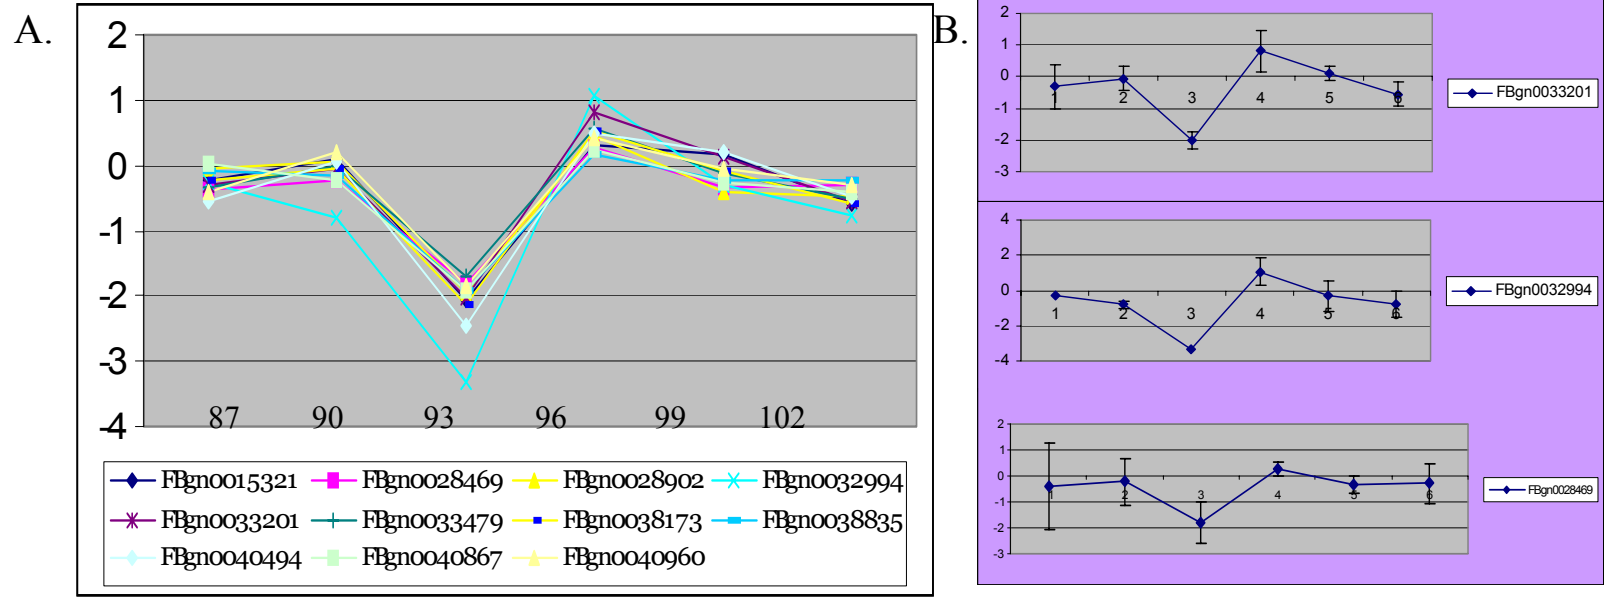 A.
2
1
0
-1
-2
-3
-4
87 90 93 96 99 102
FBgn0015321 FBgn0028469 FBgn0028902 FBgn0032994
FBgn0033201 FBgn0033479 FBgn0038173 FBgn0038835
FBgn0040494 FBgn0040867 FBgn0040960
B.
2
1
0
-1
-2
-3
1 2 3 4 5 6
FBgn0033201
4
2
0
-2
-4
1 2 3 4 5 6
FBgn0032994
2
1
0
-1
-2
-3
1 2 3 4 5 6
FBgn0028469